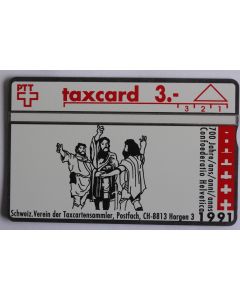 PTT
taxcard 3.-
3 2 1
700 Jahre/ans/anni/onns
Confoederatio Helvetica
1991
Schweiz. Verein der Taxcartensammler, Postfach, CH-8813 Horgen 3